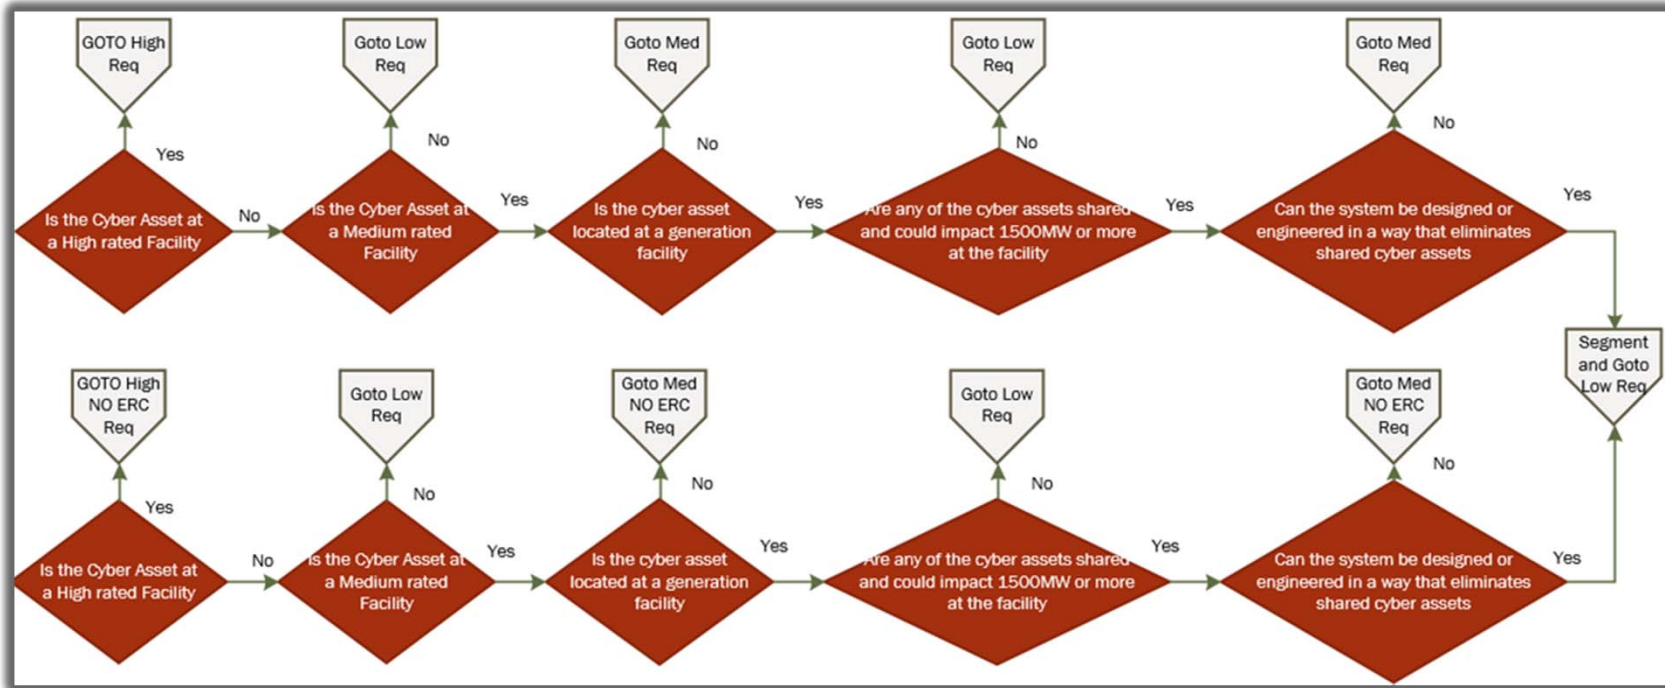 GOTO High
Req
Goto Low
Req
Goto Med
Req
Goto Low
Req
Goto Med
Req
Yes
No
No
No
No
Is the Cyber Asset at
a High rated Facility
No
Is the Cyber Asset at
a Medium rated
Facility
Yes
Is the cyber asset
located at a generation
facility
Yes
Are any of the cyber assets shared
and could impact 1500MW or more
at the facility
Yes
Can the system be designed or
engineered in a way that eliminates
shared cyber assets
Yes
Segment
and Goto
Low Req
GOTO High
NO ERC
Req
Goto Low
Req
Goto Med
NO ERC
Req
Goto Low
Req
Goto Med
NO ERC
Req
Yes
No
No
No
No
Is the Cyber Asset at
a High rated Facility
No
Is the Cyber Asset at
a Medium rated
Facility
Yes
Is the cyber asset
located at a generation
facility
Yes
Are any of the cyber assets shared
and could impact 1500MW or more
at the facility
Yes
Can the system be designed or
engineered in a way that eliminates
shared cyber assets
Yes